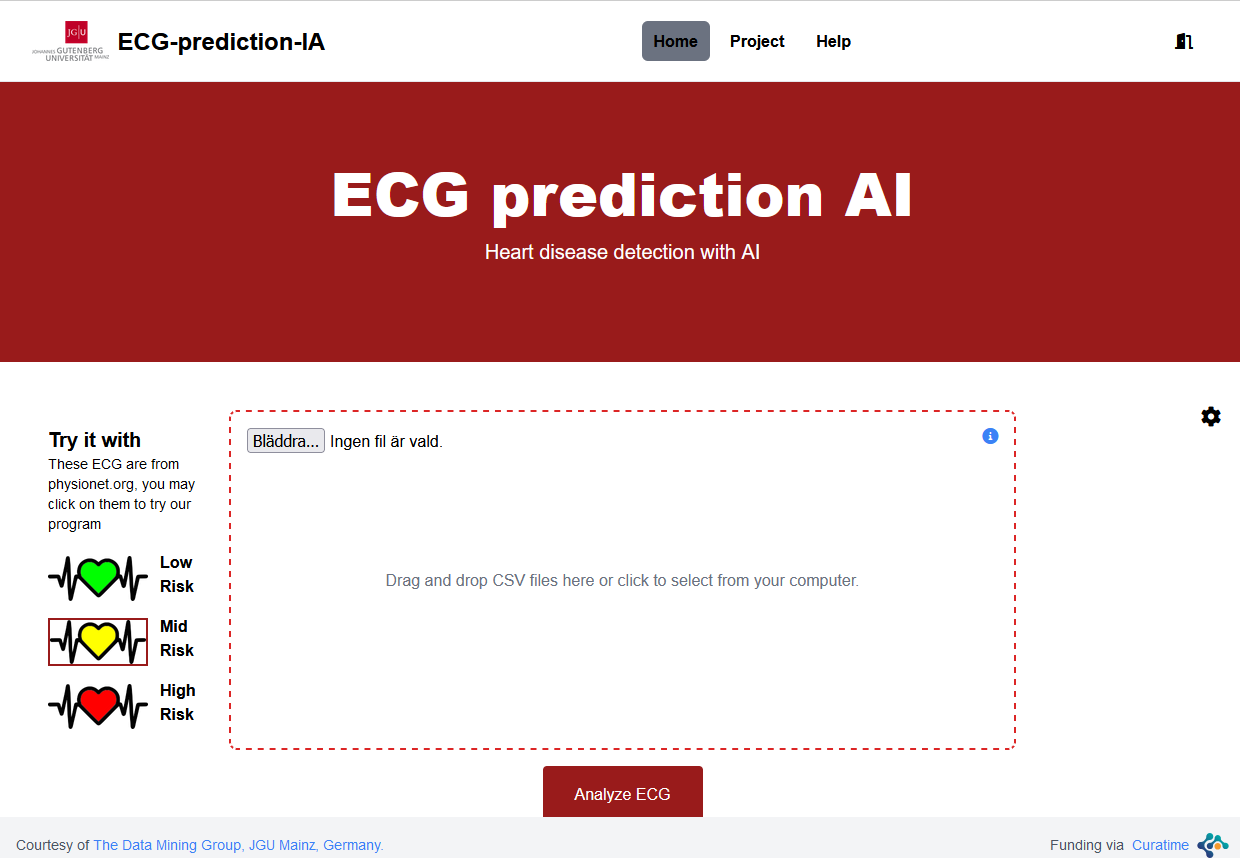 JG|U
JOHANNES GUTENBERG
UNIVERSITÄT MAINZ
ECG-prediction-IA
Home
Project
Help
ECG prediction AI
Heart disease detection with AI
Try it with
These ECG are from
physionet.org, you may
click on them to try our
program
Low
Risk
Mid
Risk
High
Risk
Bläddra... Ingen fil är vald.
Drag and drop CSV files here or click to select from your computer.
Analyze ECG
Courtesy of The Data Mining Group, JGU Mainz, Germany.
Funding via Curatime